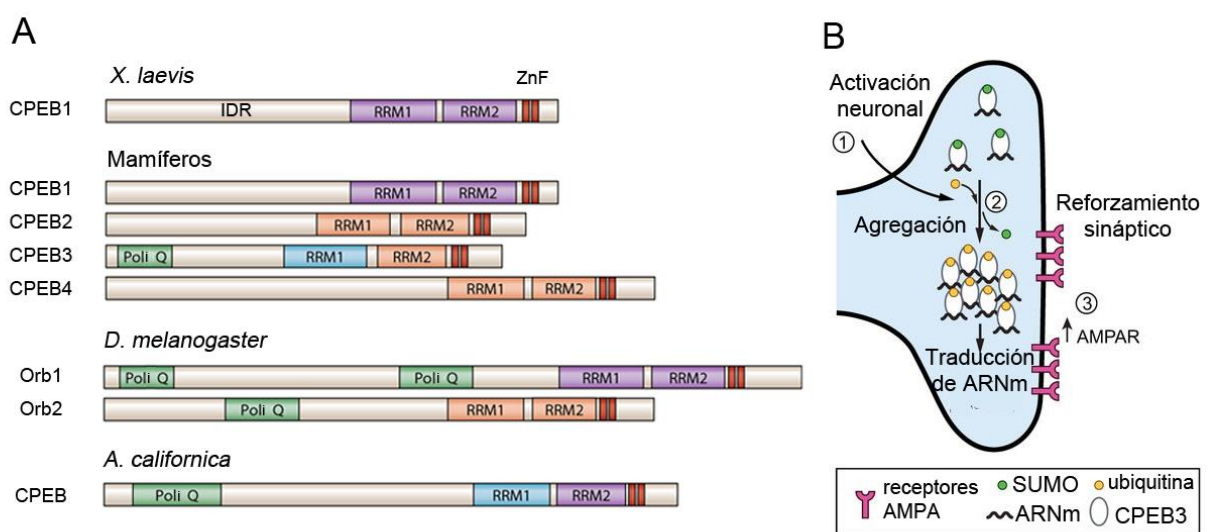 A
X. laevis
ZnF
CPEB1
IDR
RRM1
RRM2
Mamíferos
CPEB1
RRM1
RRM2
CPEB2
RRM1
RRM2
CPEB3
Poli Q
RRM1
RRM2
CPEB4
RRM1
RRM2
D. melanogaster
Orb1
Poli Q
Poli Q
RRM1
RRM2
Orb2
Poli Q
RRM1
RRM2
A. californica
CPEB
Poli Q
RRM1
RRM2
B
Activación
neuronal
1
2
Agregación
Reforzamiento
sináptico
3
AMPAR
Traducción
de ARNm
receptores
AMPA
SUMO
ubiquitina
ARNm
CPEB3